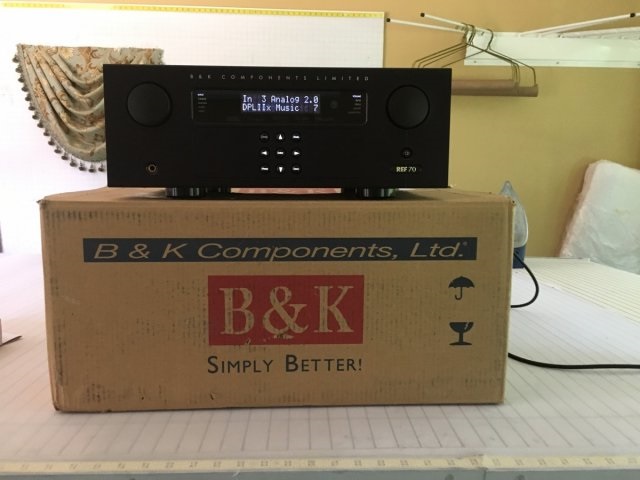 B&K COMPONENTS LIMITED
In 3 Analog 2.0
DPLIIx Music 7
REF 70
B & K Components, Ltd.®
B&K
SIMPLY BETTER!